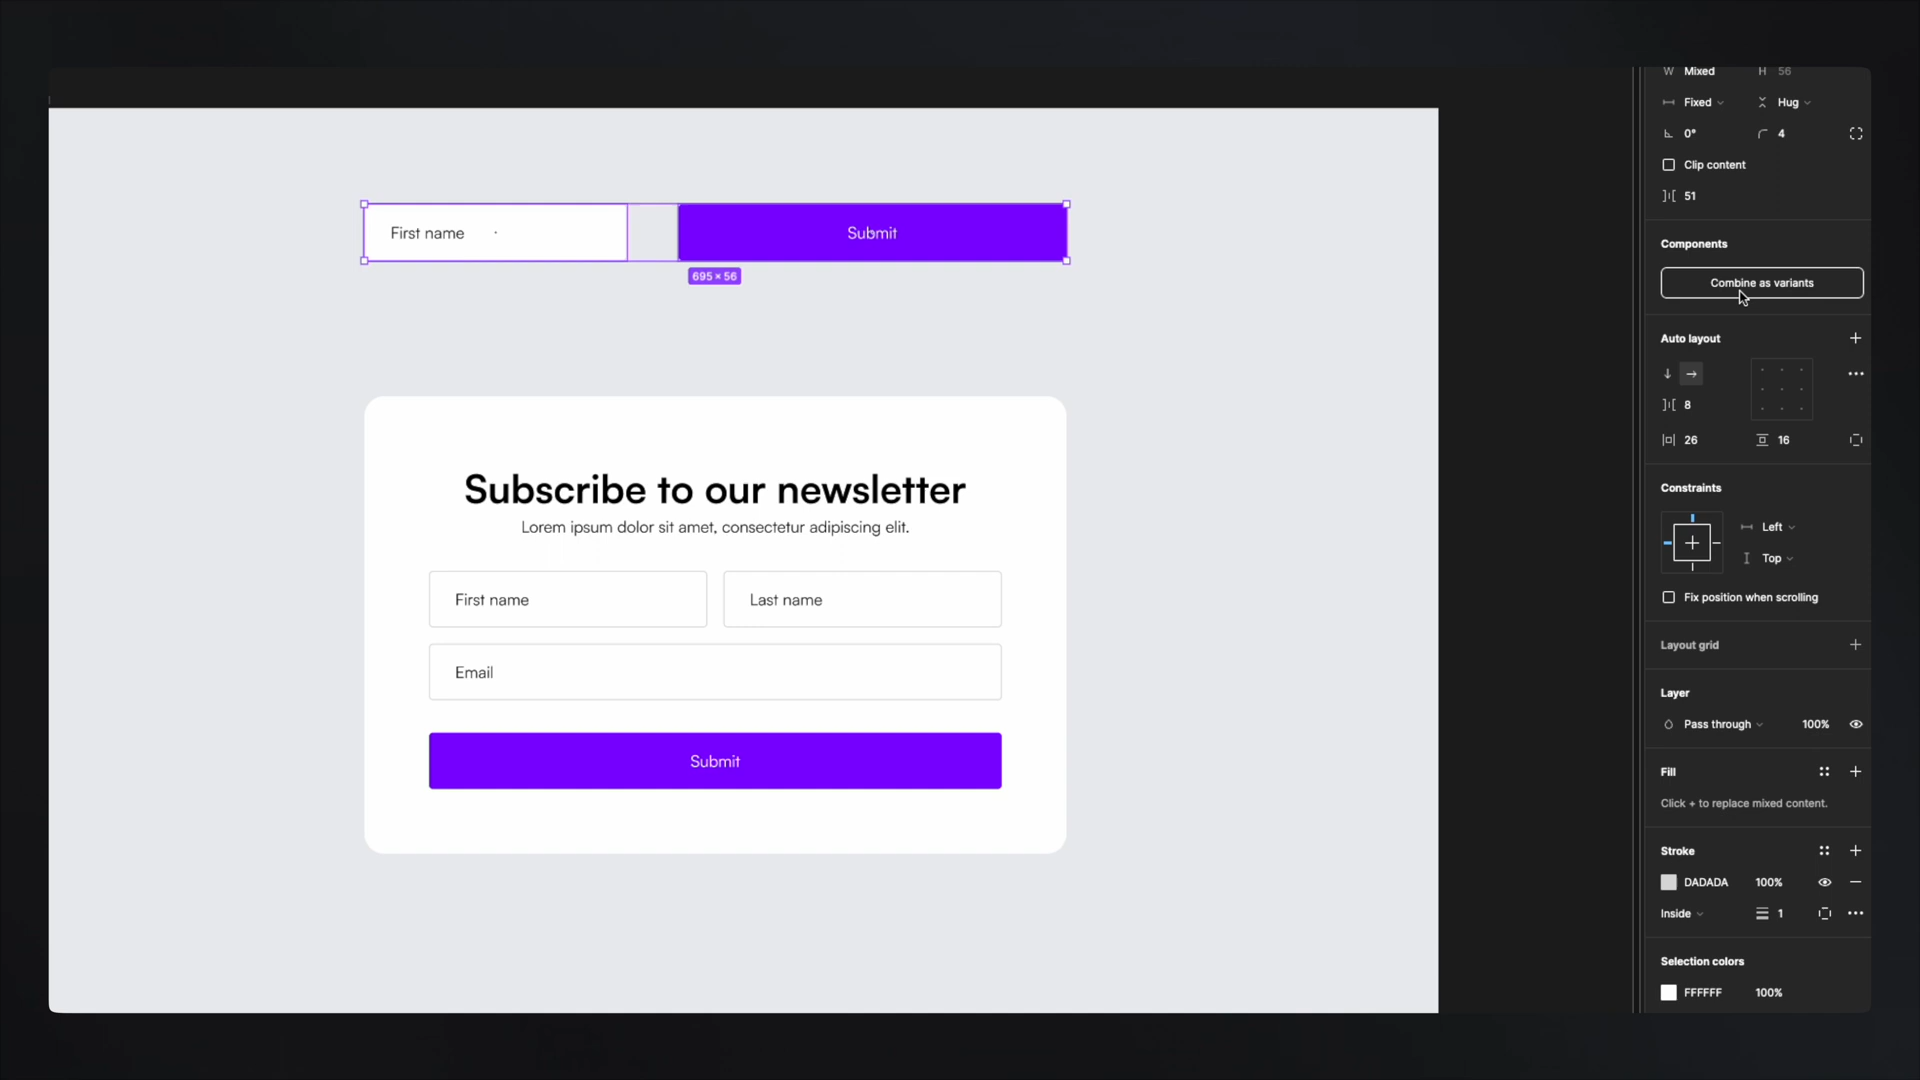 W Mixed H 56
Fixed Hug
0° 4
Clip content
51
First name Submit
695 × 56
Components
Combine as variants
Auto layout
8
26 16
Subscribe to our newsletter
Lorem ipsum dolor sit amet, consectetur adipiscing elit.
First name Last name
Email
Submit
Constraints
Left
Top
Fix position when scrolling
Layout grid
Layer
Pass through 100%
Fill
Click + to replace mixed content.
Stroke
DADADA 100%
Inside 1
Selection colors
FFFFFF 100%